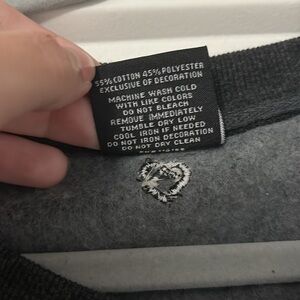 55% COTTON 45% POLYESTER
EXCLUSIVE OF DECORATION
MACHINE WASH COLD
WITH LIKE COLORS
DO NOT BLEACH
REMOVE IMMEDIATELY
TUMBLE DRY LOW
COOL IRON IF NEEDED
DO NOT IRON DECORATION
DO NOT DRY CLEAN